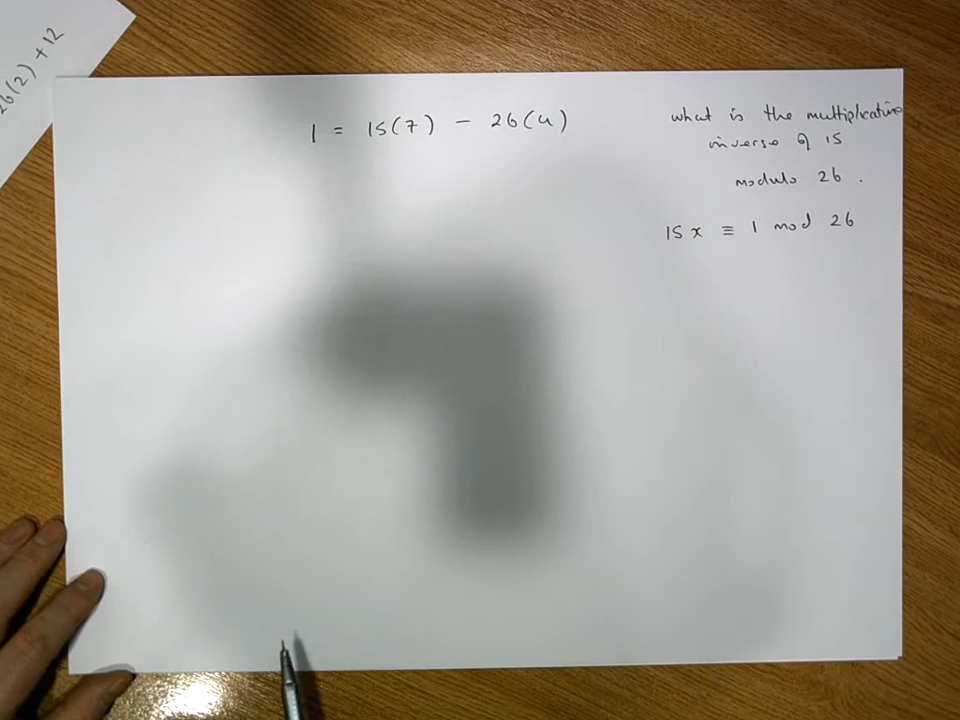 26(2) + 12
1 = 15(7) - 26(4)
what is the multiplicative
inverse of 15
modulo 26.
15x ≡ 1 mod 26